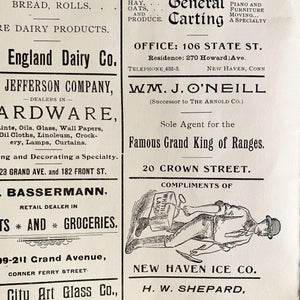 BREAD, ROLLS. . . .
RE DAIRY PRODUCTS.
England Dairy Co.
JEFFERSON COMPANY,
—DEALERS IN—
ARDWARE,
ints, Oils, Glass, Wall Papers,
Oil Cloths, Linoleum, Crock-
ery, Lamps, Curtains.
ng and Decorating a Specialty.
23 GRAND AVE. and 182 FRONT ST.
. BASSERMANN.
RETAIL DEALER IN
TS * AND * GROCERIES.
09-211 Grand Avenue,
CORNER FERRY STREET
City Art Glass Co.,
HAY,
OATS,
and
PRODUCE.
General
Carting
PIANO AND
FURNITURE
MOVING...
A SPECIALTY
OFFICE: 106 STATE ST.
Residence: 270 Howard Ave.
TELEPHONE 432-3. NEW HAVEN, CONN
WM. J. O'NEILL
(Successor to THE ARNOLD CO.)
Sole Agent for the
Famous Grand King of Ranges.
20 CROWN STREET.
COMPLIMENTS OF
NEW HAVEN ICE CO.
H. W. SHEPARD,